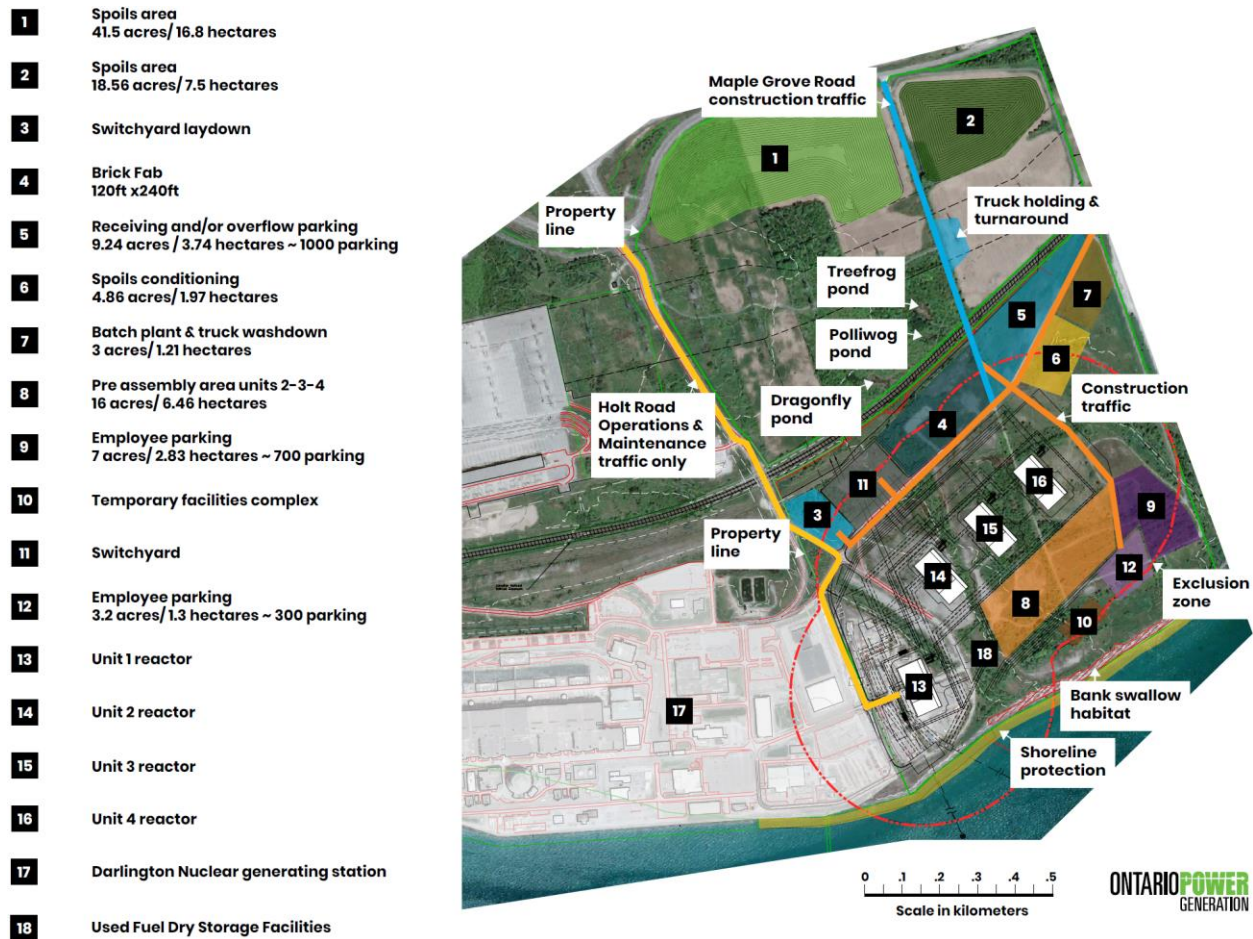 1
Spoils area
41.5 acres/ 16.8 hectares
2
Spoils area
18.56 acres/ 7.5 hectares
3
Switchyard laydown
4
Brick Fab
120ft x240ft
5
Receiving and/or overflow parking
9.24 acres / 3.74 hectares ~ 1000 parking
6
Spoils conditioning
4.86 acres/ 1.97 hectares
7
Batch plant & truck washdown
3 acres/ 1.21 hectares
8
Pre assembly area units 2-3-4
16 acres/ 6.46 hectares
9
Employee parking
7 acres/ 2.83 hectares ~ 700 parking
10
Temporary facilities complex
11
Switchyard
12
Employee parking
3.2 acres/ 1.3 hectares ~ 300 parking
13
Unit 1 reactor
14
Unit 2 reactor
15
Unit 3 reactor
16
Unit 4 reactor
17
Darlington Nuclear generating station
18
Used Fuel Dry Storage Facilities
Maple Grove Road
construction traffic
2
1
Property
line
Truck holding &
turnaround
Treefrog
pond
Polliwog
pond
Dragonfly
pond
5
7
6
Construction
traffic
Holt Road
Operations &
Maintenance
traffic only
4
11
16
3
15
9
Property
line
14
12
Exclusion
zone
8
10
18
13
17
Bank swallow
habitat
Shoreline
protection
0 .1 .2 .3 .4 .5
Scale in kilometers
ONTARIOPOWER
GENERATION